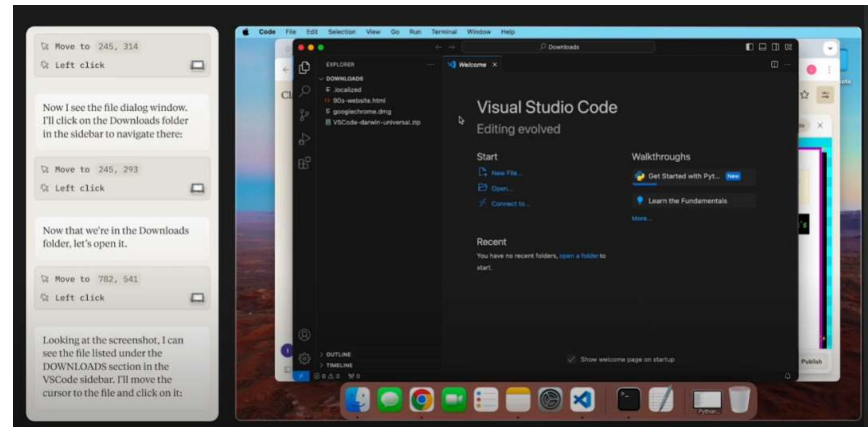 Move to 245, 314
Left click
Now I see the file dialog window.
I'll click on the Downloads folder
in the sidebar to navigate there:
Move to 245, 293
Left click
Now that we're in the Downloads
folder, let's open it.
Move to 782, 541
Left click
Looking at the screenshot, I can
see the file listed under the
DOWNLOADS section in the
VSCode sidebar. I'll move the
cursor to the file and click on it:
Code File Edit Selection View Go Run Terminal Window Help
Downloads
EXPLORER
Welcome
DOWNLOADS
.localized
90s-website.html
googlechrome.dmg
VSCode-darwin-universal.zip
Visual Studio Code
Editing evolved
Start
New File...
Open...
Connect to...
Recent
You have no recent folders, open a folder to
start.
Walkthroughs
Get Started with Pyt... New
Learn the Fundamentals
More...
OUTLINE
TIMELINE
Show welcome page on startup
Publish